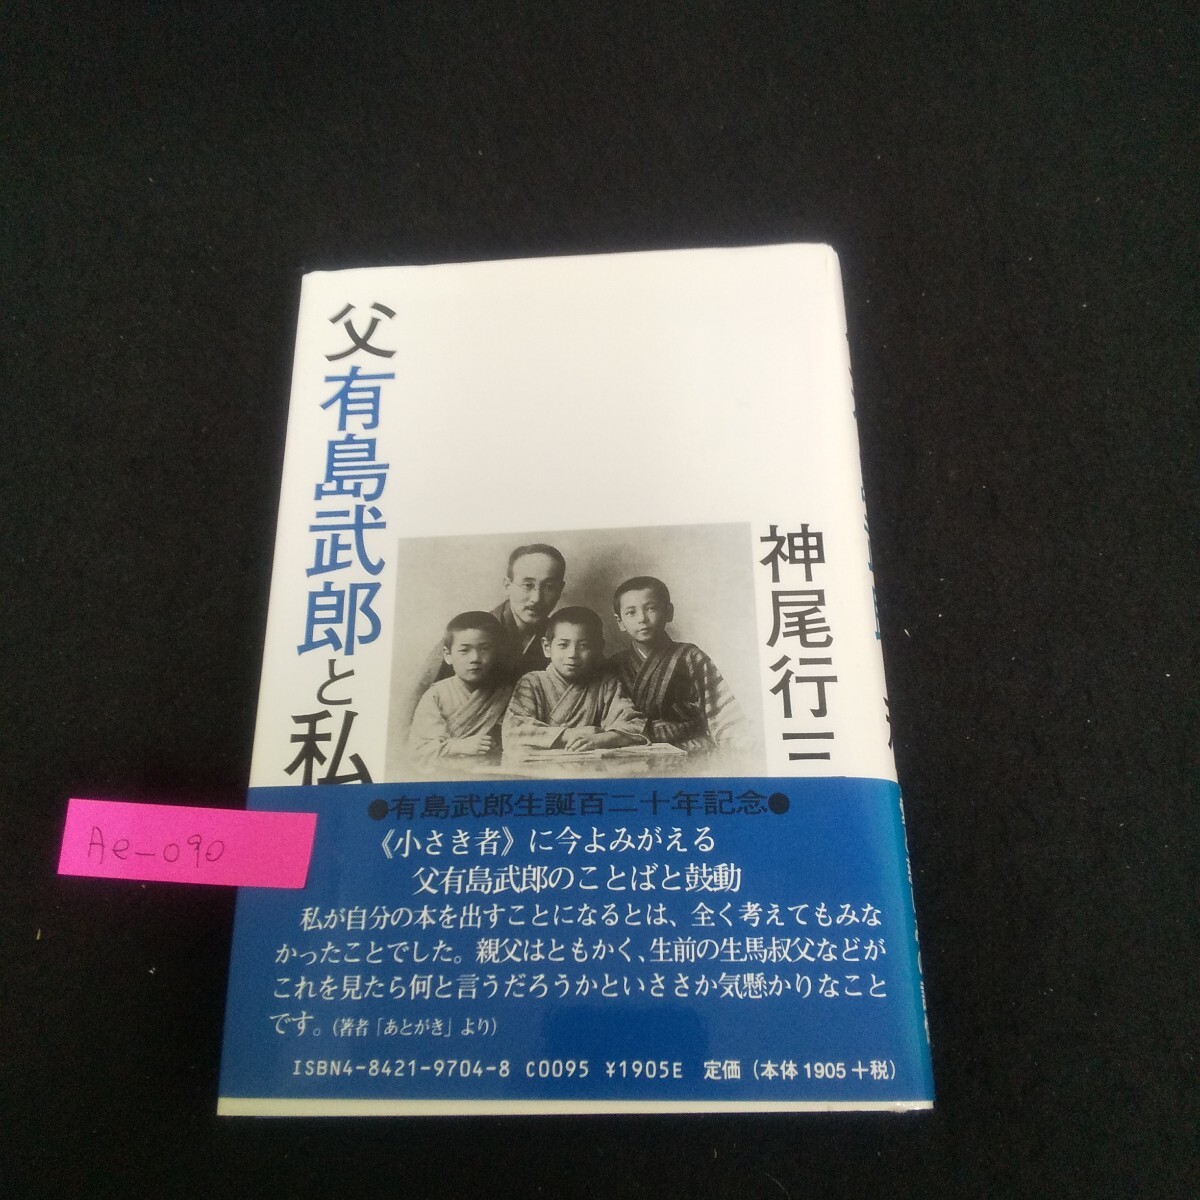 父有島武郎と私
神尾行三
●有島武郎生誕百二十年記念●
《小さき者》に今よみがえる
父有島武郎のことばと鼓動
私が自分の本を出すことになるとは、全く考えてもみな
かったことでした。親父はともかく、生前の生馬叔父などが
これを見たら何と言うだろうかといささか気懸かりなこと
です。(著者「あとがき」より)
ISBN4-8421-9704-8 C0095 ¥1905E 定価(本体1905+税)
Ae-090